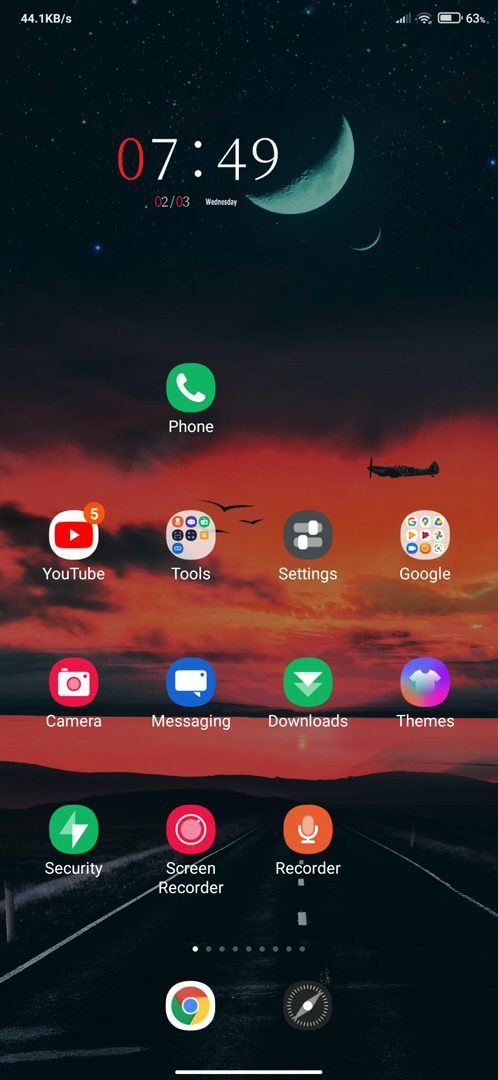 44.1KB/s
63%
07:49
02/03 Wednesday
Phone
5
YouTube
Tools
Settings
Google
Camera
Messaging
Downloads
Themes
Security
Screen
Recorder
Recorder